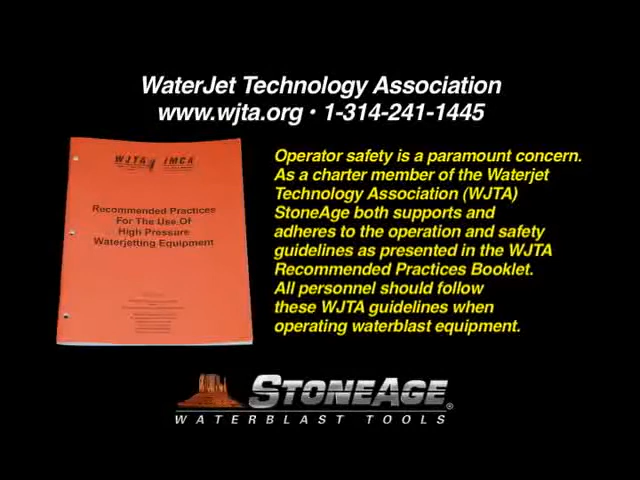 WaterJet Technology Association
www.wjta.org • 1-314-241-1445
WJTA IMCA
Recommended Practices
For The Use Of
High Pressure
Waterjetting Equipment
Operator safety is a paramount concern.
As a charter member of the Waterjet
Technology Association (WJTA)
StoneAge both supports and
adheres to the operation and safety
guidelines as presented in the WJTA
Recommended Practices Booklet.
All personnel should follow
these WJTA guidelines when
operating waterblast equipment.
STONEAGE®
WATERBLAST TOOLS